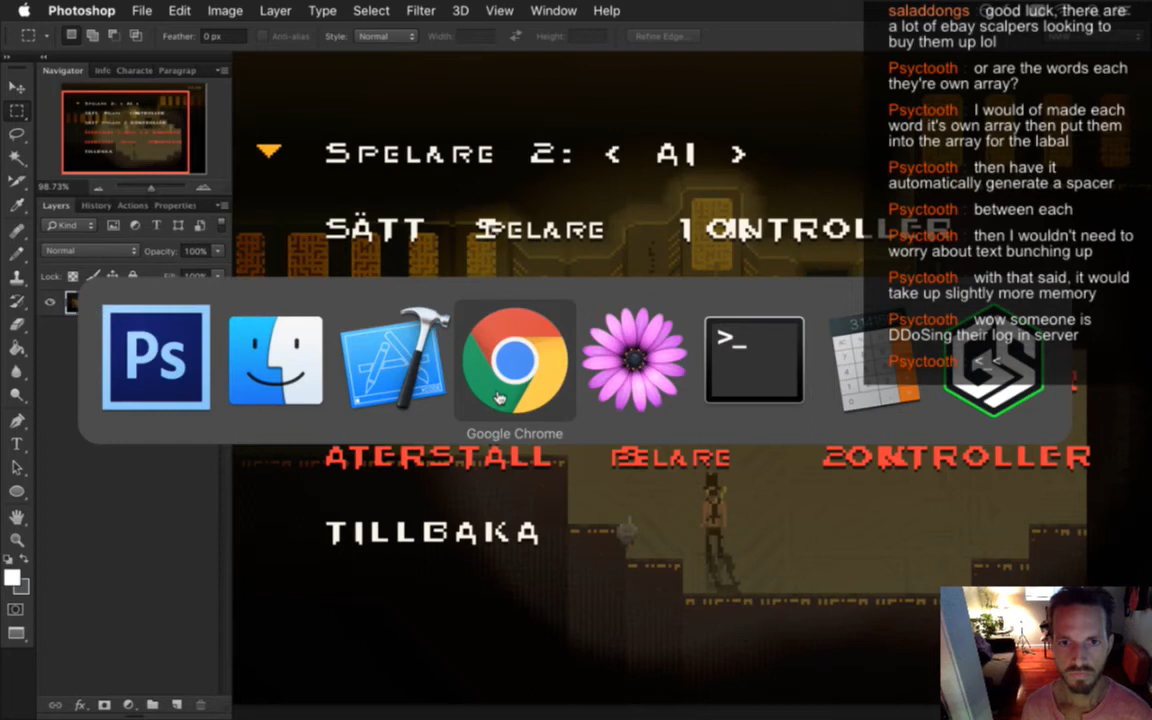 Photoshop File Edit Image Layer Type Select Filter 3D View Window Help
Feather: 0 px Anti-alias Style: Normal Width: Height: Refine Edge...
Navigator Info Characte Paragrap
98.73%
Layers History Actions Properties
Kind
Normal Opacity: 100%
Lock: Fill: 100%
SPELARE 2: < AI >
SÄTT
TILLBAKA
Ps
>_
Google Chrome
saladdongs good luck, there are
a lot of ebay scalpers looking to
buy them up lol
Psyctooth or are the words each
they're own array?
Psyctooth I would of made each
word it's own array then put them
into the array for the labal
Psyctooth then have it
automatically generate a spacer
Psyctooth between each
Psyctooth then I wouldn't need to
worry about text bunching up
Psyctooth with that said, it would
take up slightly more memory
Psyctooth wow someone is
DDoSing their log in server
Psyctooth <_<